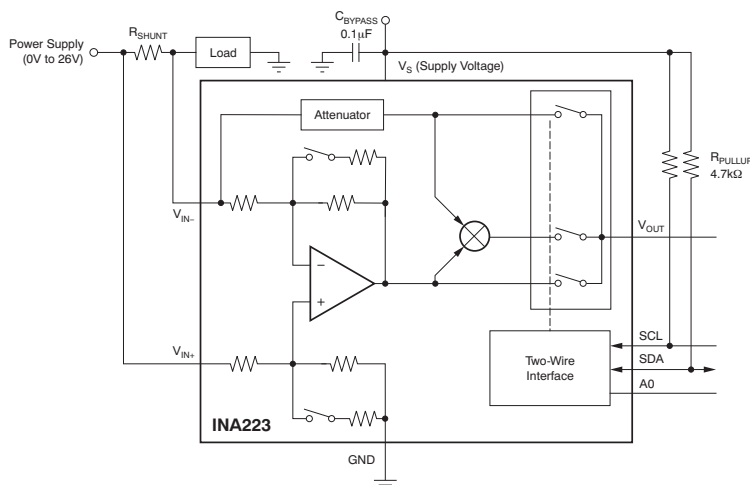 C_BYPASS
0.1µF
R_SHUNT
Power Supply
(0V to 26V)
Load
V_S (Supply Voltage)
Attenuator
R_PULLUP
4.7kΩ
V_IN–
V_OUT
–
+
SCL
V_IN+
Two-Wire
Interface
SDA
A0
INA223
GND